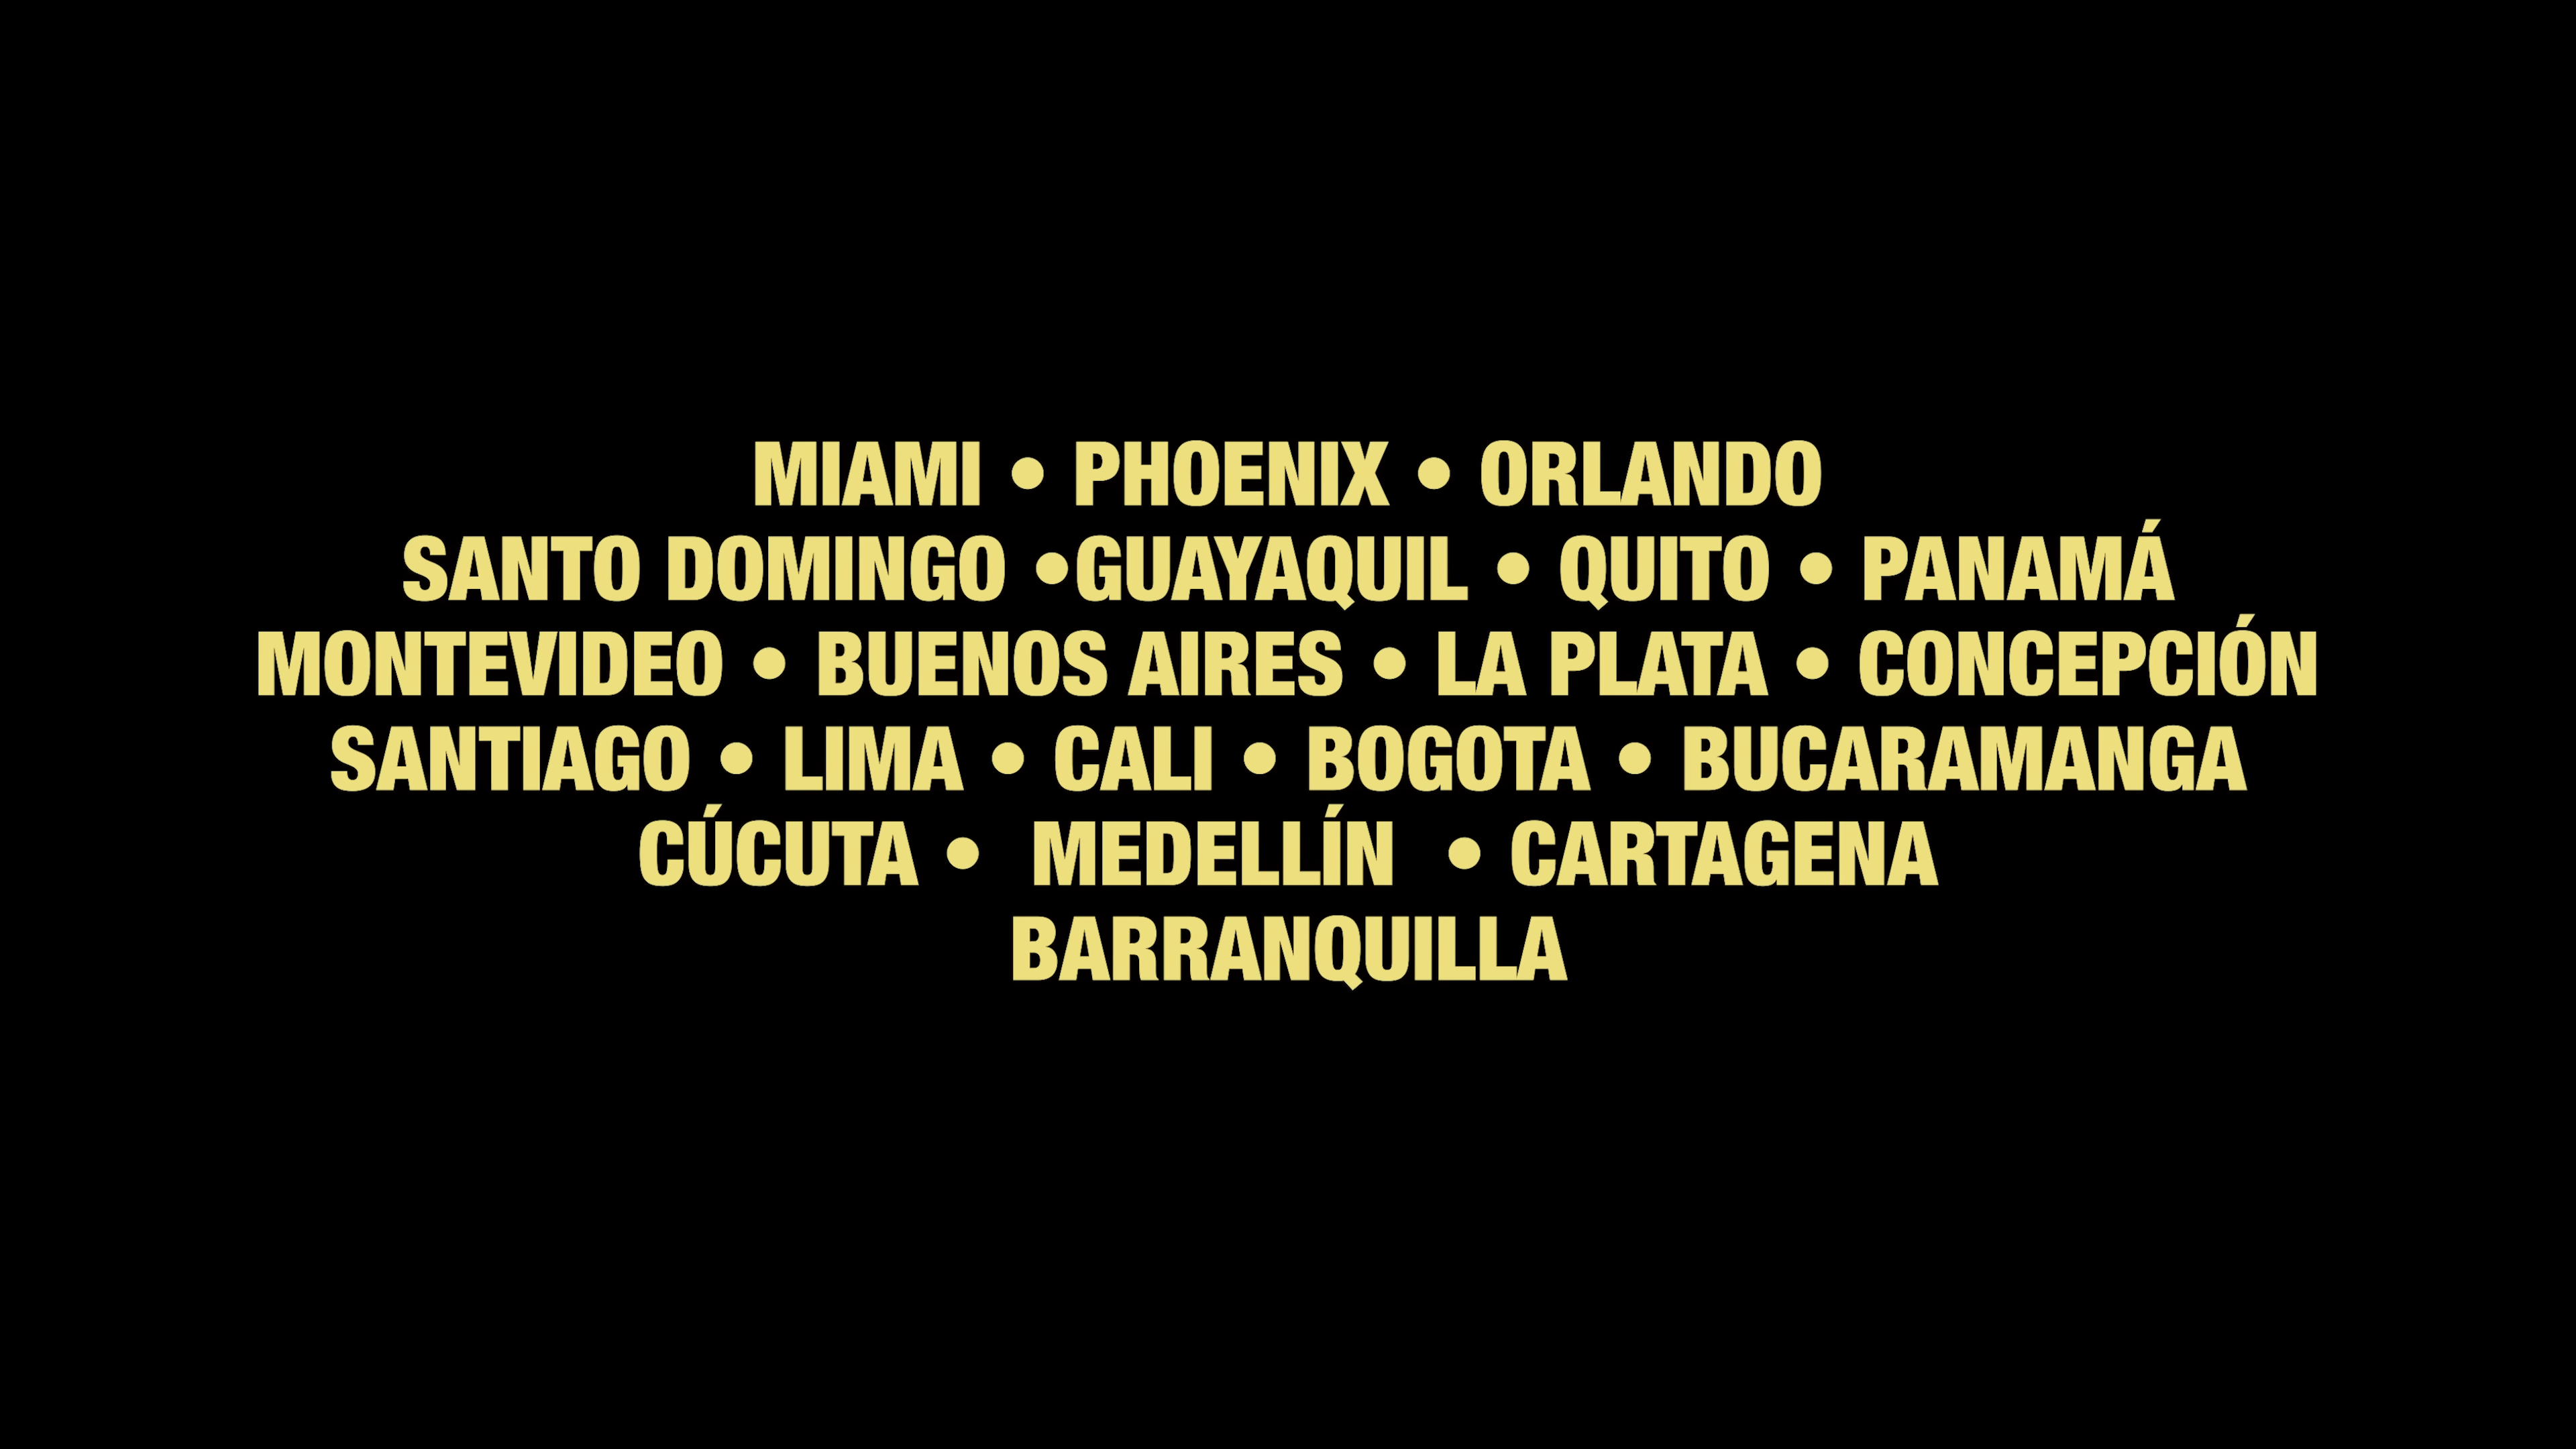 MIAMI • PHOENIX • ORLANDO
SANTO DOMINGO •GUAYAQUIL • QUITO • PANAMÁ
MONTEVIDEO • BUENOS AIRES • LA PLATA • CONCEPCIÓN
SANTIAGO • LIMA • CALI • BOGOTA • BUCARAMANGA
CÚCUTA • MEDELLÍN • CARTAGENA
BARRANQUILLA